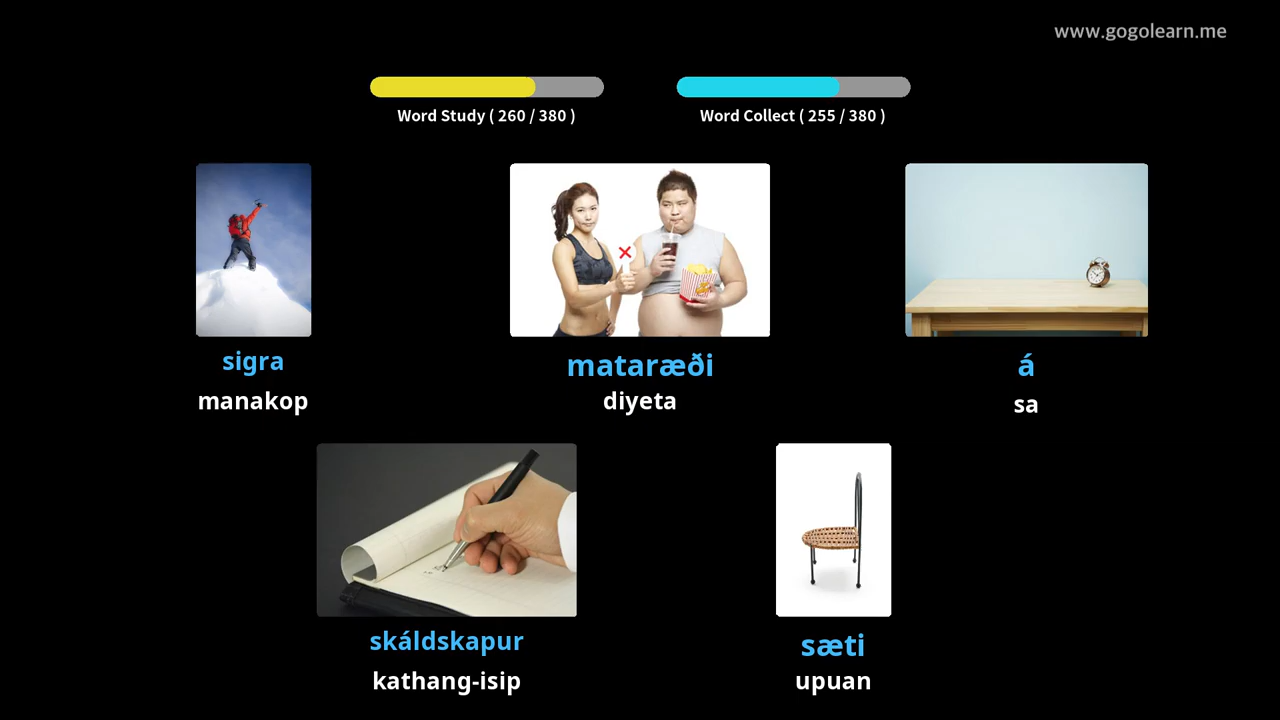 www.gogolearn.me
Word Study ( 260 / 380 )
Word Collect ( 255 / 380 )
sigra
manakop
mataræði
diyeta
á
sa
skáldskapur
kathang-isip
sæti
upuan